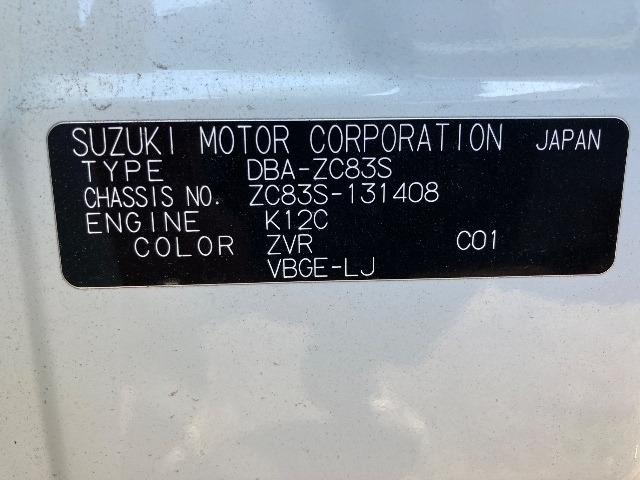 SUZUKI MOTOR CORPORATION JAPAN
TYPE DBA-ZC83S
CHASSIS NO. ZC83S-131408
ENGINE K12C
COLOR ZVR C01
VBGE-LJ